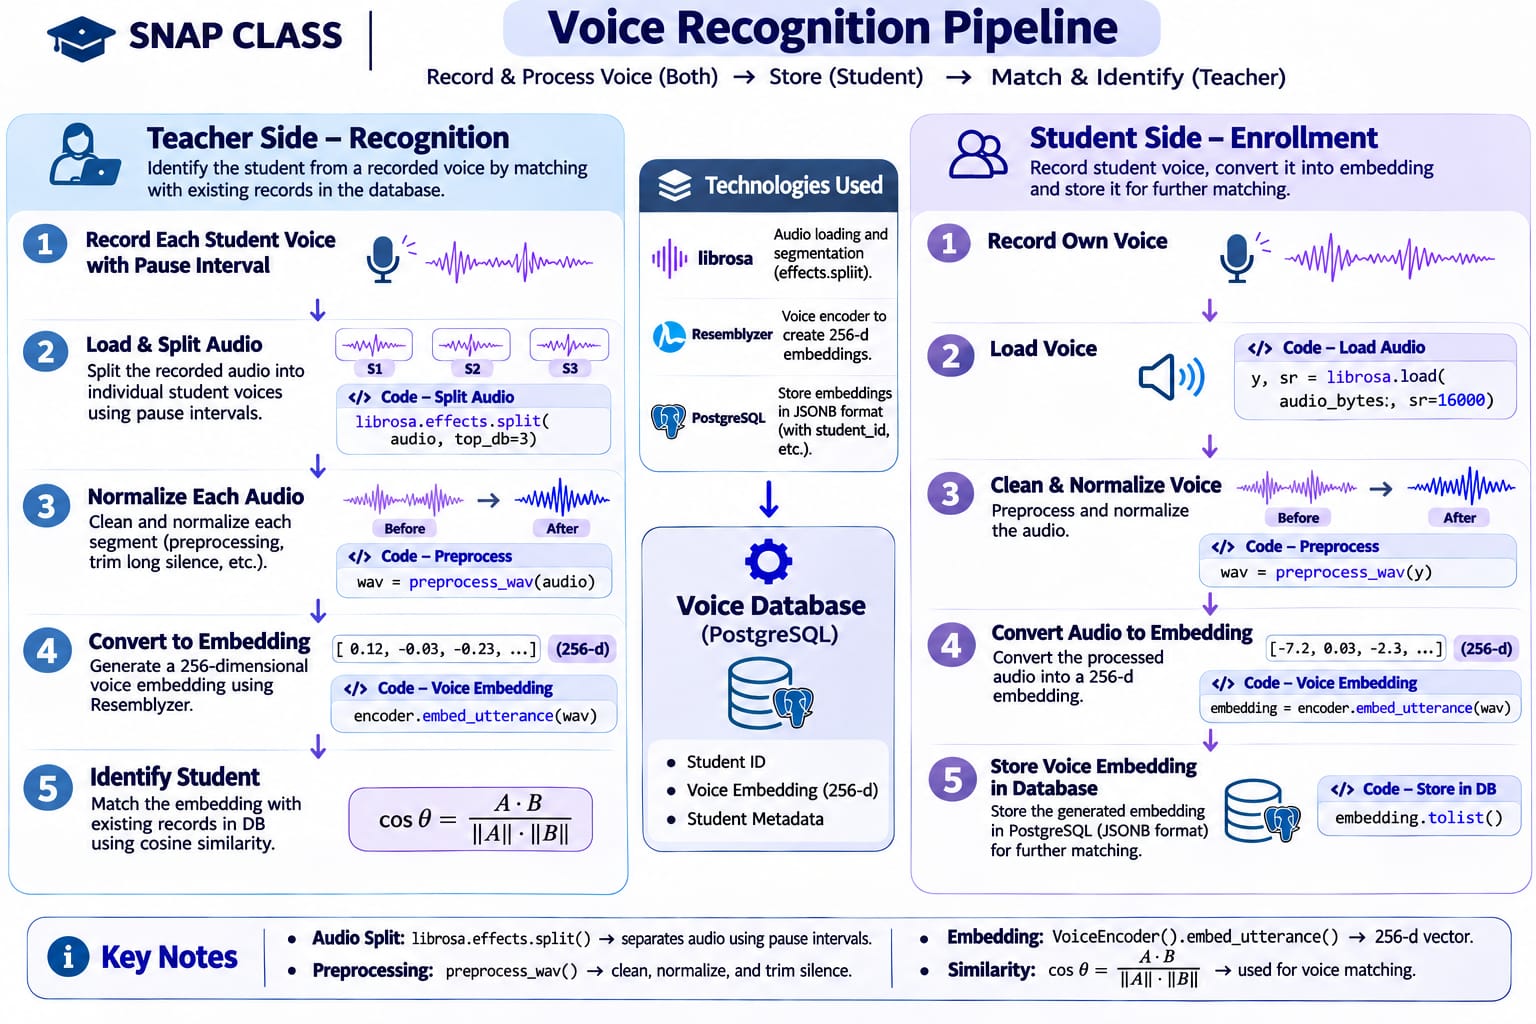 SNAP CLASS
Voice Recognition Pipeline
Record & Process Voice (Both) → Store (Student) → Match & Identify (Teacher)
Teacher Side – Recognition
Identify the student from a recorded voice by matching
with existing records in the database.
1
Record Each Student Voice
with Pause Interval
2
Load & Split Audio
Split the recorded audio into
individual student voices
using pause intervals.
S1
S2
S3
</> Code – Split Audio
librosa.effects.split(
audio, top_db=3)
3
Normalize Each Audio
Clean and normalize each
segment (preprocessing,
trim long silence, etc.).
Before
→
After
</> Code – Preprocess
wav = preprocess_wav(audio)
4
Convert to Embedding
Generate a 256-dimensional
voice embedding using
Resemblyzer.
[ 0.12, -0.03, -0.23, ...]
(256-d)
</> Code – Voice Embedding
encoder.embed_utterance(wav)
5
Identify Student
Match the embedding with
existing records in DB
using cosine similarity.
cos θ = A · B / ||A|| · ||B||
Technologies Used
librosa
Audio loading and
segmentation
(effects.spliit).
Resemblyzer
Voice encoder to
create 256-d
embeddings.
PostgreSQL
Store embeddings
in JSONB format
(with student_id,
etc.).
Voice Database
(PostgreSQL)
• Student ID
• Voice Embedding (256-d)
• Student Metadata
Student Side – Enrollment
Record student voice, convert it into embedding
and store it for further matching.
1
Record Own Voice
2
Load Voice
</> Code – Load Audio
y, sr = librosa.load(
audio_bytes:, sr=16000)
3
Clean & Normalize Voice
Preprocess and normalize
the audio.
Before
→
After
</> Code – Preprocess
wav = preprocess_wav(y)
4
Convert Audio to Embedding
Convert the processed
audio into a 256-d
embedding.
[-7.2, 0.03, -2.3, ...]
(256-d)
</> Code – Voice Embedding
embedding = encoder.embed_utterance(wav)
5
Store Voice Embedding
in Database
Store the generated embedding
in PostgreSQL (JSONB format)
for further matching.
</> Code – Store in DB
embedding.tolist()
i
Key Notes
• Audio Split: librosa.effects.split() → separates audio using pause intervals.
• Preprocessing: preprocess_wav() → clean, normalize, and trim silence.
• Embedding: VoiceEncoder().embed_utterance() → 256-d vector.
• Similarity: cos θ = A · B / ||A|| · ||B|| → used for voice matching.